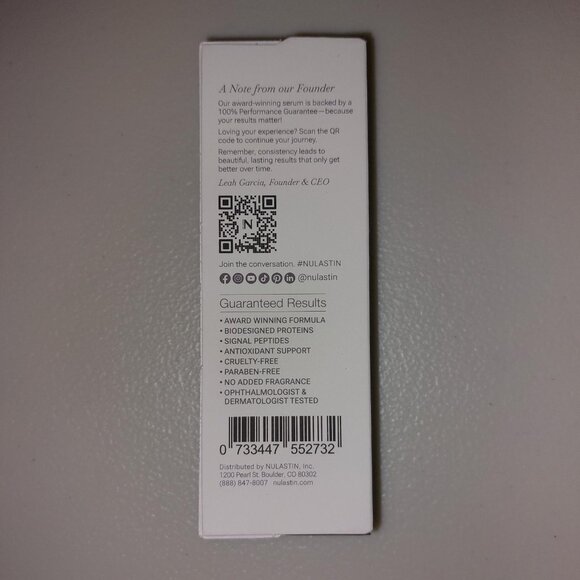 A Note from our Founder
Our award-winning serum is backed by a
100% Performance Guarantee—because
your results matter!
Loving your experience? Scan the QR
code to continue your journey.
Remember, consistency leads to
beautiful, lasting results that only get
better over time.
Leah Garcia, Founder & CEO
N
Join the conversation. #NULASTIN
@nulastin
Guaranteed Results
• AWARD WINNING FORMULA
• BIODESIGNED PROTEINS
• SIGNAL PEPTIDES
• ANTIOXIDANT SUPPORT
• CRUELTY-FREE
• PARABEN-FREE
• NO ADDED FRAGRANCE
• OPHTHALMOLOGIST &
DERMATOLOGIST TESTED
0 733447 552732
Distributed by NULASTIN, Inc.
1200 Pearl St. Boulder, CO 80302
(888) 847-8007 nulastin.com